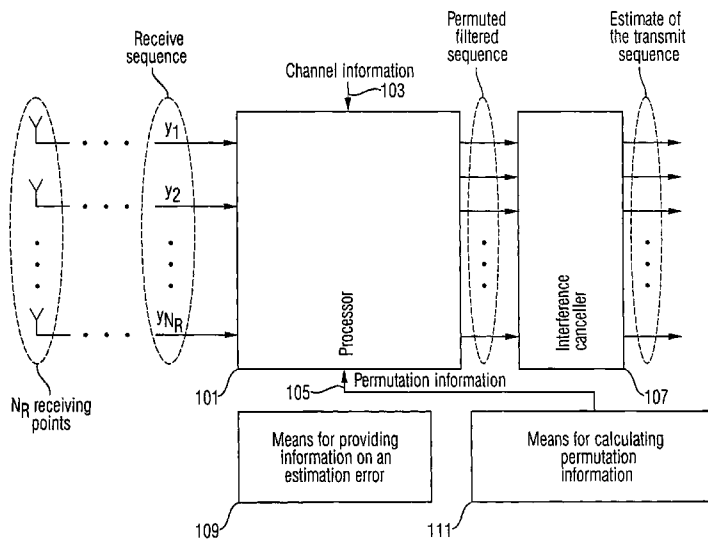 Receive
sequence
Channel information
103
Permuted
filtered
sequence
Estimate of
the transmit
sequence
y1
y2
yNR
Processor
Interference
canceller
NR receiving
points
101
105
Permutation information
107
Means for providing
information on an
estimation error
109
Means for calculating
permutation
information
111